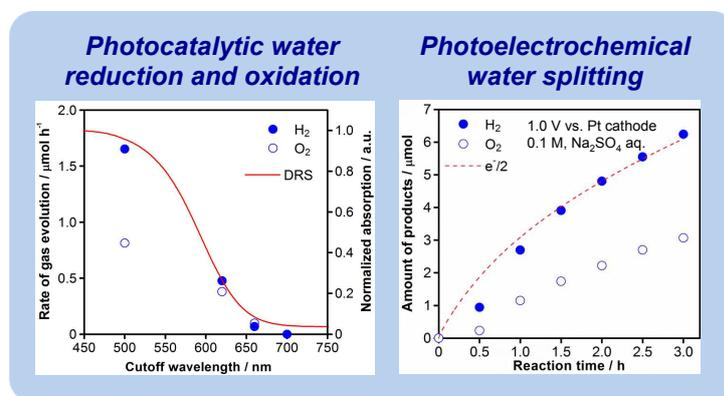 Photocatalytic water
reduction and oxidation
2.0
1.5
1.0
0.5
0
Rate of gas evolution / μmol h⁻¹
H₂
O₂
DRS
1.0
0.8
0.6
0.4
0.2
0
Normalized absorption / a.u.
450 500 550 600 650 700 750
Cutoff wavelength / nm
Photoelectrochemical
water splitting
7
6
5
4
3
2
1
0
Amount of products / μmol
H₂ 1.0 V vs. Pt cathode
O₂ 0.1 M, Na₂SO₄ aq.
e⁻/2
0 0.5 1.0 1.5 2.0 2.5 3.0
Reaction time / h